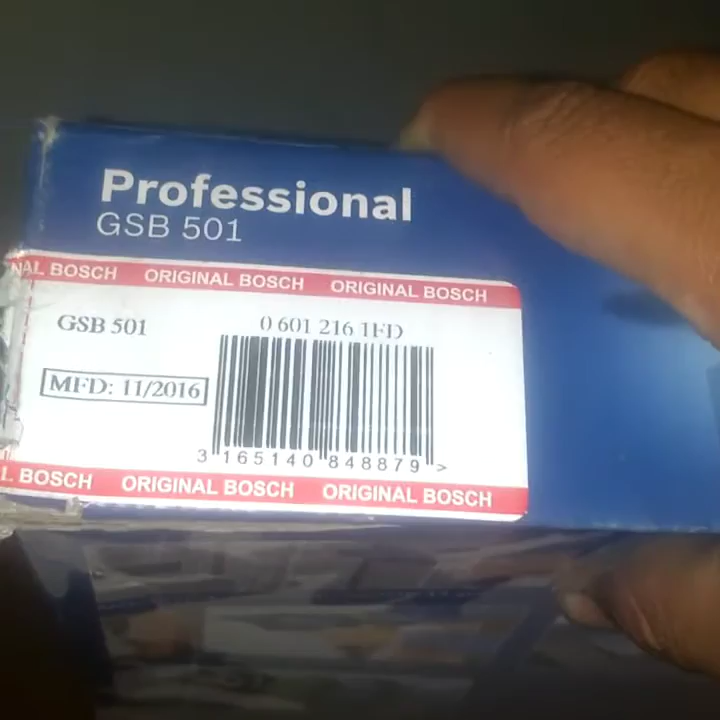 Professional
GSB 501
NAL BOSCH ORIGINAL BOSCH ORIGINAL BOSCH
GSB 501 0 601 216 1FD
MFD: 11/2016
3 165140 848879 >
L BOSCH ORIGINAL BOSCH ORIGINAL BOSCH